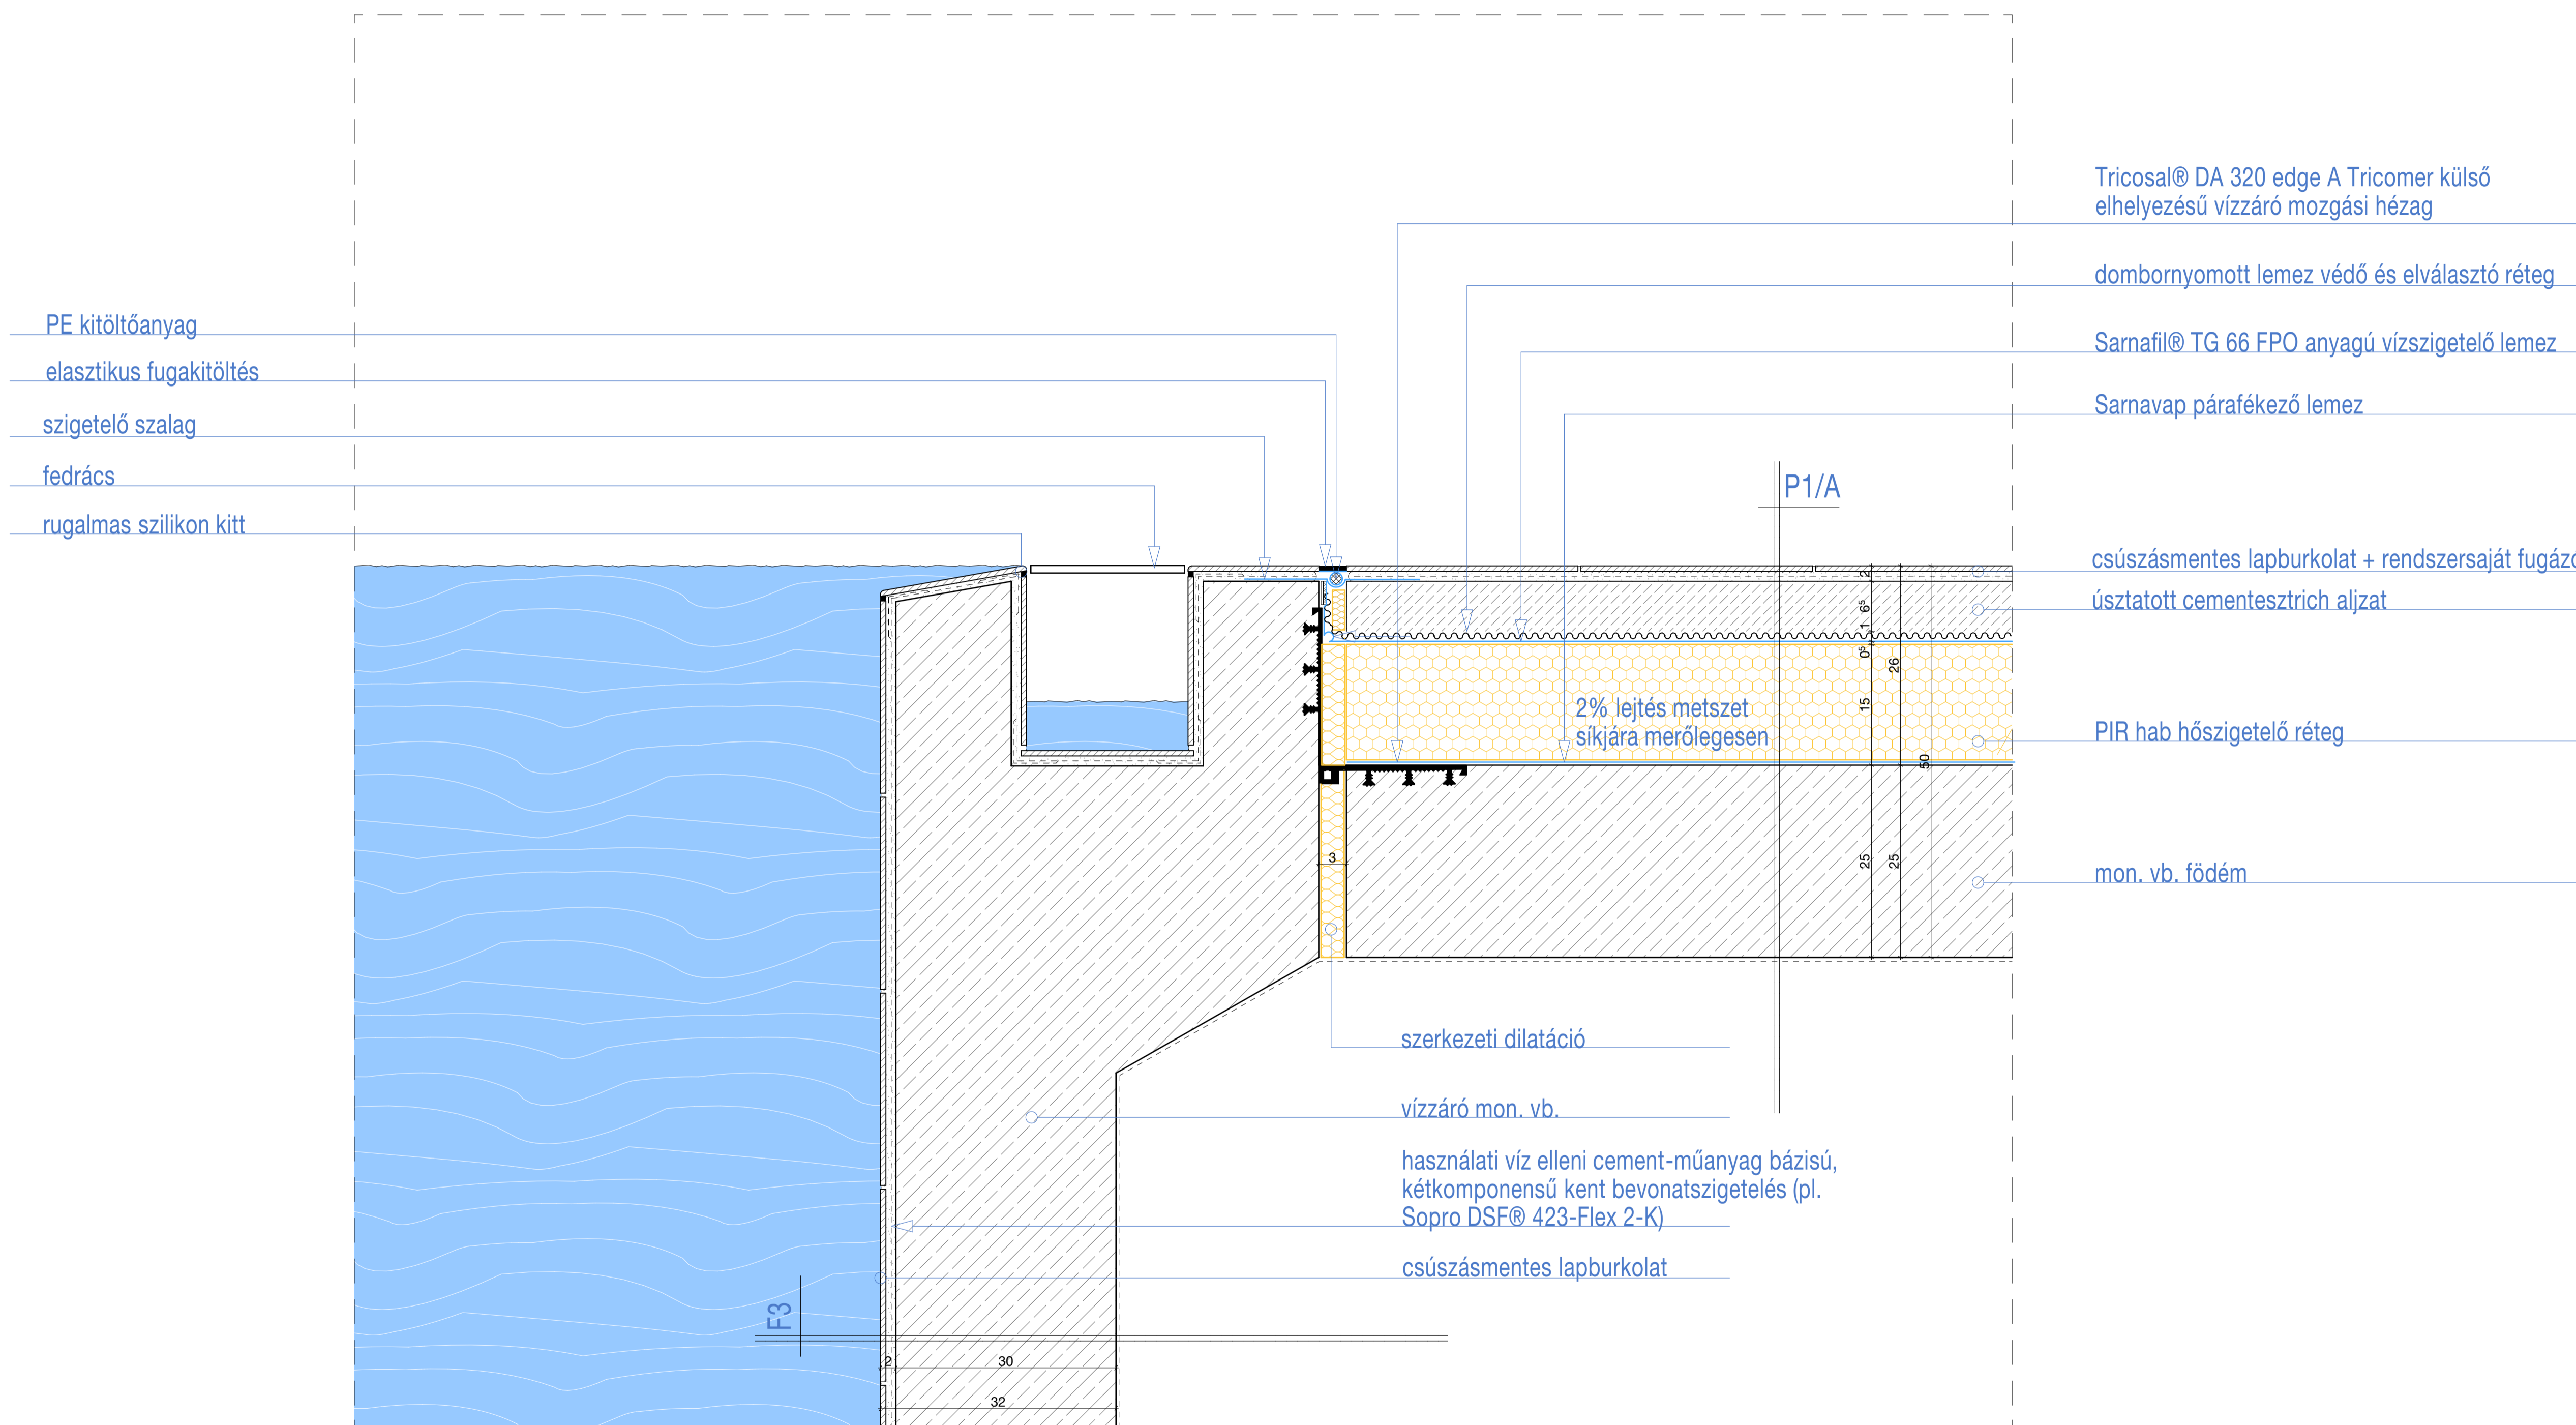 Tricosal® DA 320 edge A Tricomer külső
elhelyezésű vízzáró mozgási hézag
dombornyomott lemez védő és elválasztó réteg
Sarnafil® TG 66 FPO anyagú vízszigetelő lemez
Sarnavap párafékező lemez
PE kitöltőanyag
elasztikus fugakitöltés
szigetelő szalag
fedrács
rugalmas szilikon kitt
P1/A
csúszásmentes lapburkolat + rendszersaját
úsztatott cementesztrich aljzat
PIR hab hőszigetelő réteg
mon. vb. födém
2% lejtés metszet
síkjára merőlegesen
2
6⁵
1
0⁵
15
25
26
25
50
3
szerkezeti dilatáció
vízzáró mon. vb.
használati víz elleni cement-műanyag bázisú,
kétkomponensű kent bevonatszigetelés (pl.
Sopro DSF® 423-Flex 2-K)
csúszásmentes lapburkolat
F3
2
30
32